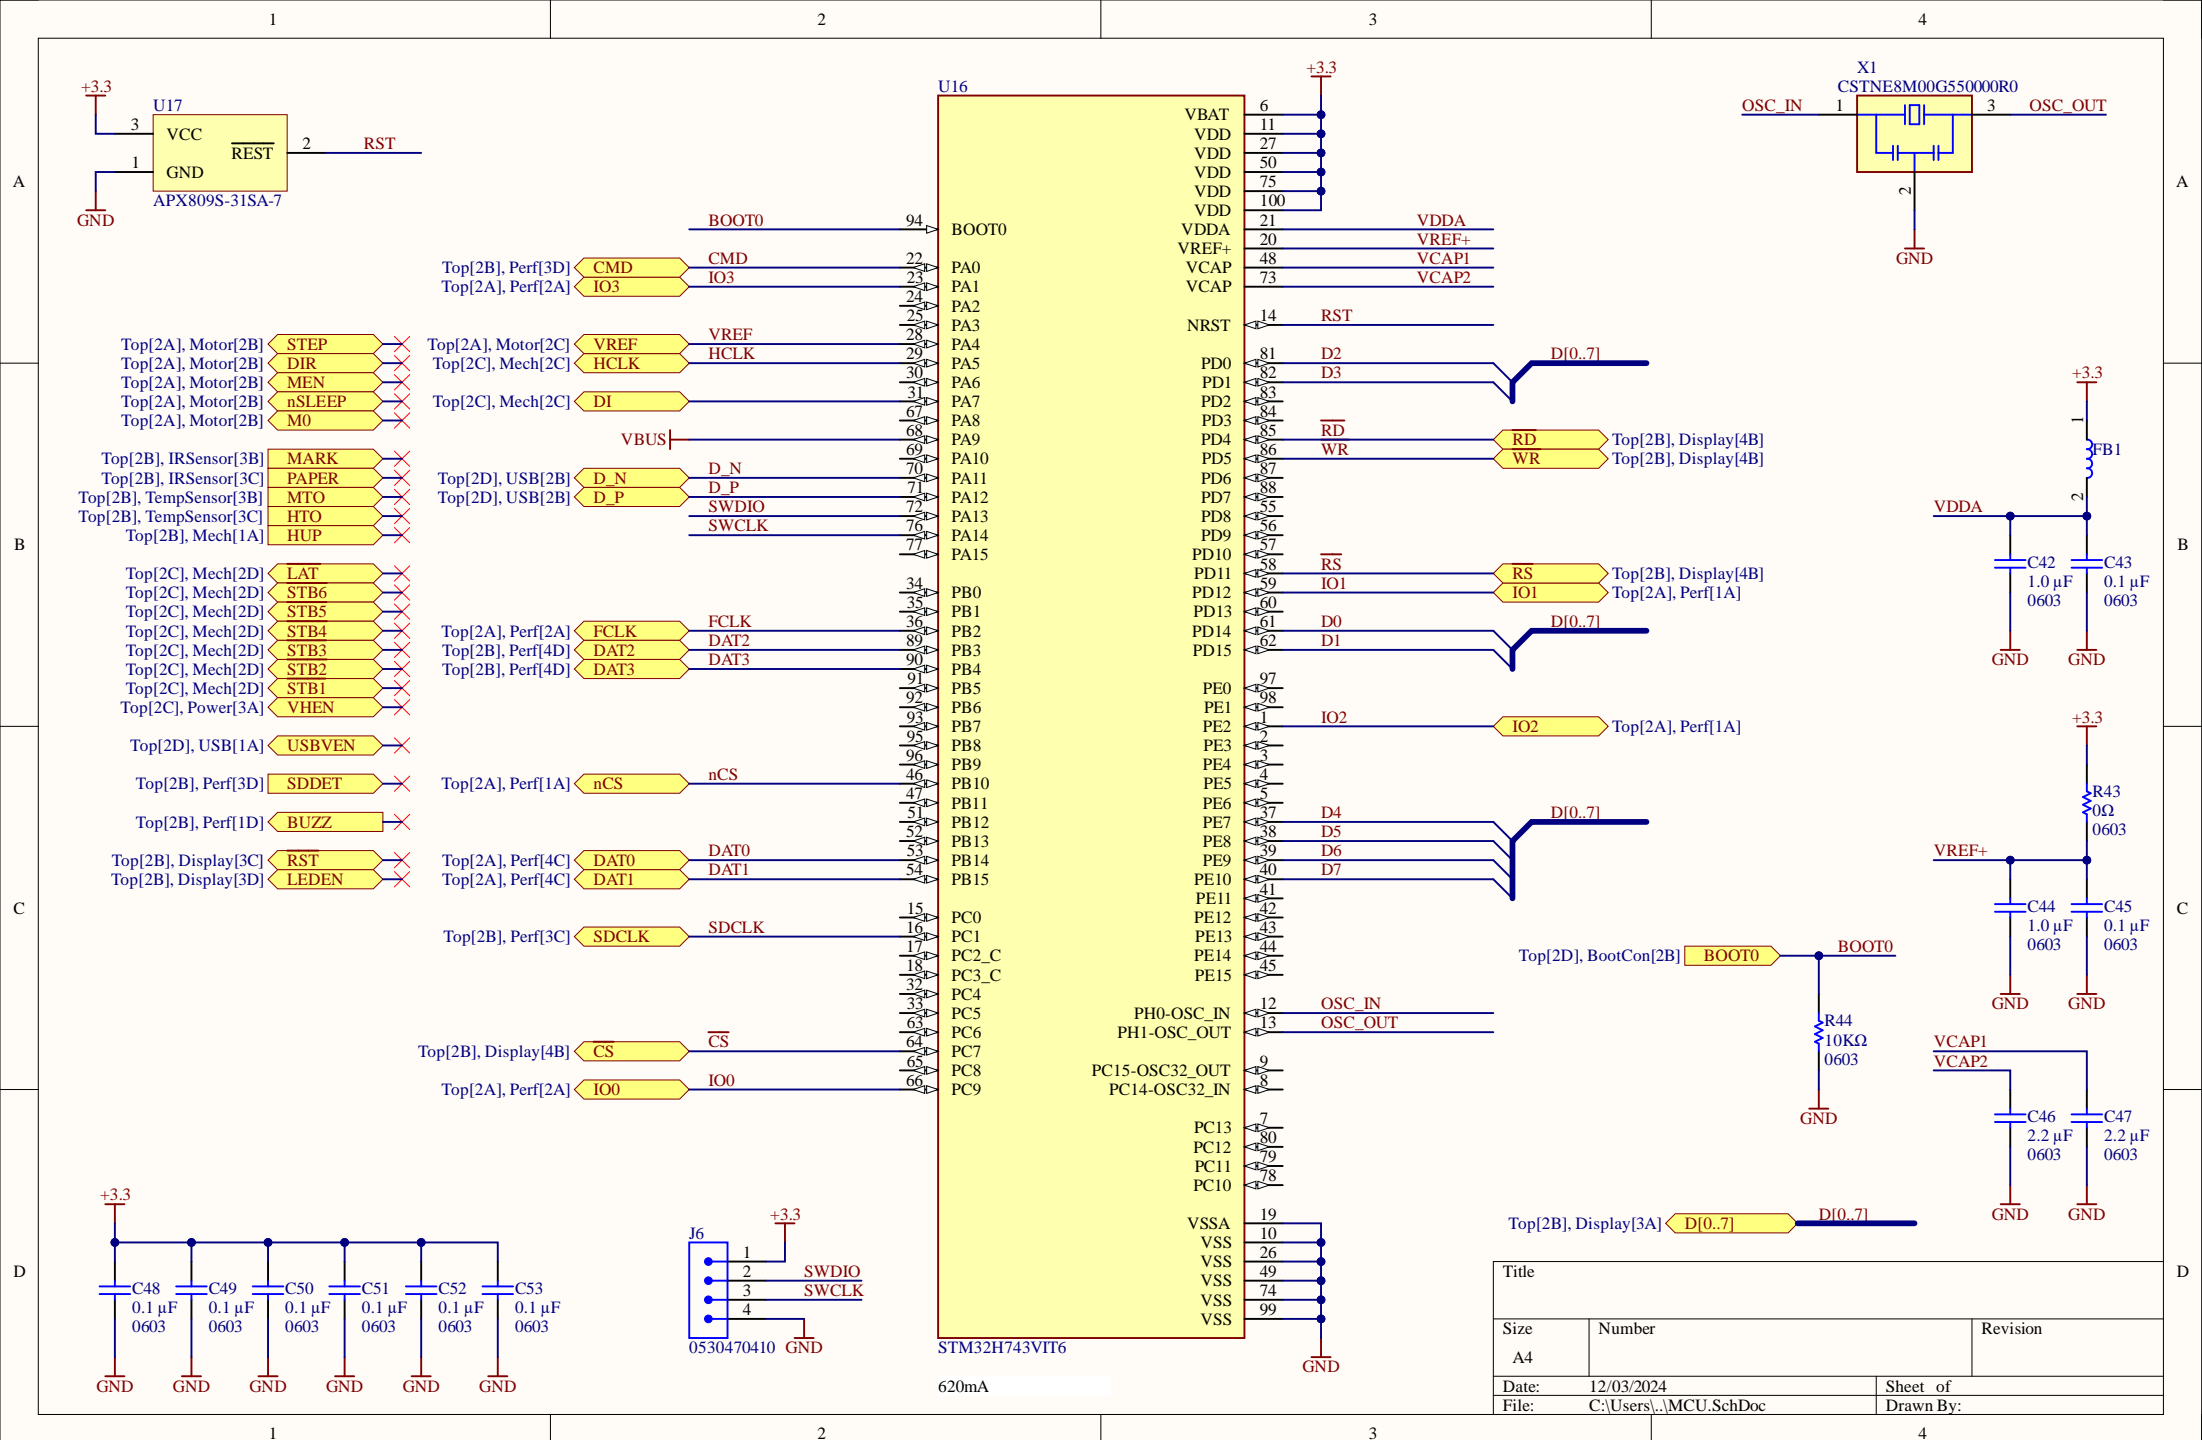 1 2 3 4
A
B
C
D
+3.3
U17
3 VCC
REST 2 RST
1 GND
APX809S-31SA-7
GND
Top[2A], Motor[2B] STEP
Top[2A], Motor[2B] DIR
Top[2A], Motor[2B] MEN
Top[2A], Motor[2B] nSLEEP
Top[2A], Motor[2B] M0
Top[2B], IRSensor[3B] MARK
Top[2B], IRSensor[3C] PAPER
Top[2B], TempSensor[3B] MTO
Top[2B], TempSensor[3C] HTO
Top[2B], Mech[1A] HUP
Top[2C], Mech[2D] LAT
Top[2C], Mech[2D] STB6
Top[2C], Mech[2D] STB5
Top[2C], Mech[2D] STB4
Top[2C], Mech[2D] STB3
Top[2C], Mech[2D] STB2
Top[2C], Mech[2D] STB1
Top[2C], Power[3A] VHEN
Top[2D], USB[1A] USBVEN
Top[2B], Perf[3D] SDDET
Top[2B], Perf[1D] BUZZ
Top[2B], Display[3C] RST
Top[2B], Display[3D] LEDEN
U16
BOOT0 94 BOOT0
Top[2B], Perf[3D] CMD CMD 22 PA0
Top[2A], Perf[2A] IO3 IO3 23 PA1
24 PA2
25 PA3
Top[2A], Motor[2C] VREF VREF 28 PA4
Top[2C], Mech[2C] HCLK HCLK 29 PA5
30 PA6
Top[2C], Mech[2C] DI 31 PA7
67 PA8
VBUS 68 PA9
69 PA10
Top[2D], USB[2B] D_N D_N 70 PA11
Top[2D], USB[2B] D_P D_P 71 PA12
SWDIO 72 PA13
SWCLK 76 PA14
77 PA15
34 PB0
35 PB1
Top[2A], Perf[2A] FCLK FCLK 36 PB2
Top[2B], Perf[4D] DAT2 DAT2 89 PB3
Top[2B], Perf[4D] DAT3 DAT3 90 PB4
91 PB5
92 PB6
93 PB7
95 PB8
96 PB9
Top[2A], Perf[1A] nCS nCS 46 PB10
47 PB11
51 PB12
52 PB13
Top[2A], Perf[4C] DAT0 DAT0 53 PB14
Top[2A], Perf[4C] DAT1 DAT1 54 PB15
15 PC0
Top[2B], Perf[3C] SDCLK SDCLK 16 PC1
17 PC2_C
18 PC3_C
32 PC4
33 PC5
63 PC6
Top[2B], Display[4B] CS CS 64 PC7
65 PC8
Top[2A], Perf[2A] IO0 IO0 66 PC9
+3.3
VBAT 6
VDD 11
VDD 27
VDD 50
VDD 75
VDD 100
VDDA 21 VDDA
VREF+ 20 VREF+
VCAP 48 VCAP1
VCAP 73 VCAP2
NRST 14 RST
PD0 81 D2 D[0..7]
PD1 82 D3
PD2 83
PD3 84
PD4 85 RD RD Top[2B], Display[4B]
PD5 86 WR WR Top[2B], Display[4B]
PD6 87
PD7 88
PD8 55
PD9 56
PD10 57
PD11 58 RS RS Top[2B], Display[4B]
PD12 59 IO1 IO1 Top[2A], Perf[1A]
PD13 60
PD14 61 D0 D[0..7]
PD15 62 D1
PE0 97
PE1 98
PE2 1 IO2 IO2 Top[2A], Perf[1A]
PE3 2
PE4 3
PE5 4
PE6 5
PE7 37 D4 D[0..7]
PE8 38 D5
PE9 39 D6
PE10 40 D7
PE11 41
PE12 42
PE13 43
PE14 44
PE15 45
PH0-OSC_IN 12 OSC_IN
PH1-OSC_OUT 13 OSC_OUT
PC15-OSC32_OUT 9
PC14-OSC32_IN 8
PC13 7
PC12 80
PC11 79
PC10 78
VSSA 19
VSS 10
VSS 26
VSS 49
VSS 74
VSS 99
GND
STM32H743VIT6
620mA
X1
CSTNE8M00G550000R0
OSC_IN 1 3 OSC_OUT
2
GND
+3.3
1
FB1
2
VDDA
C42 C43
1.0 µF 0.1 µF
0603 0603
GND GND
+3.3
R43
0Ω
0603
VREF+
C44 C45
1.0 µF 0.1 µF
0603 0603
GND GND
Top[2D], BootCon[2B] BOOT0 BOOT0
R44
10KΩ
0603
GND
VCAP1
VCAP2
C46 C47
2.2 µF 2.2 µF
0603 0603
GND GND
Top[2B], Display[3A] D[0..7] D[0..7]
+3.3
C48 C49 C50 C51 C52 C53
0.1 µF 0.1 µF 0.1 µF 0.1 µF 0.1 µF 0.1 µF
0603 0603 0603 0603 0603 0603
GND GND GND GND GND GND
J6 +3.3
1
2 SWDIO
3 SWCLK
4
0530470410 GND
Title
Size Number Revision
A4
Date: 12/03/2024 Sheet of
File: C:\Users\..\MCU.SchDoc Drawn By:
A
B
C
D
1 2 3 4